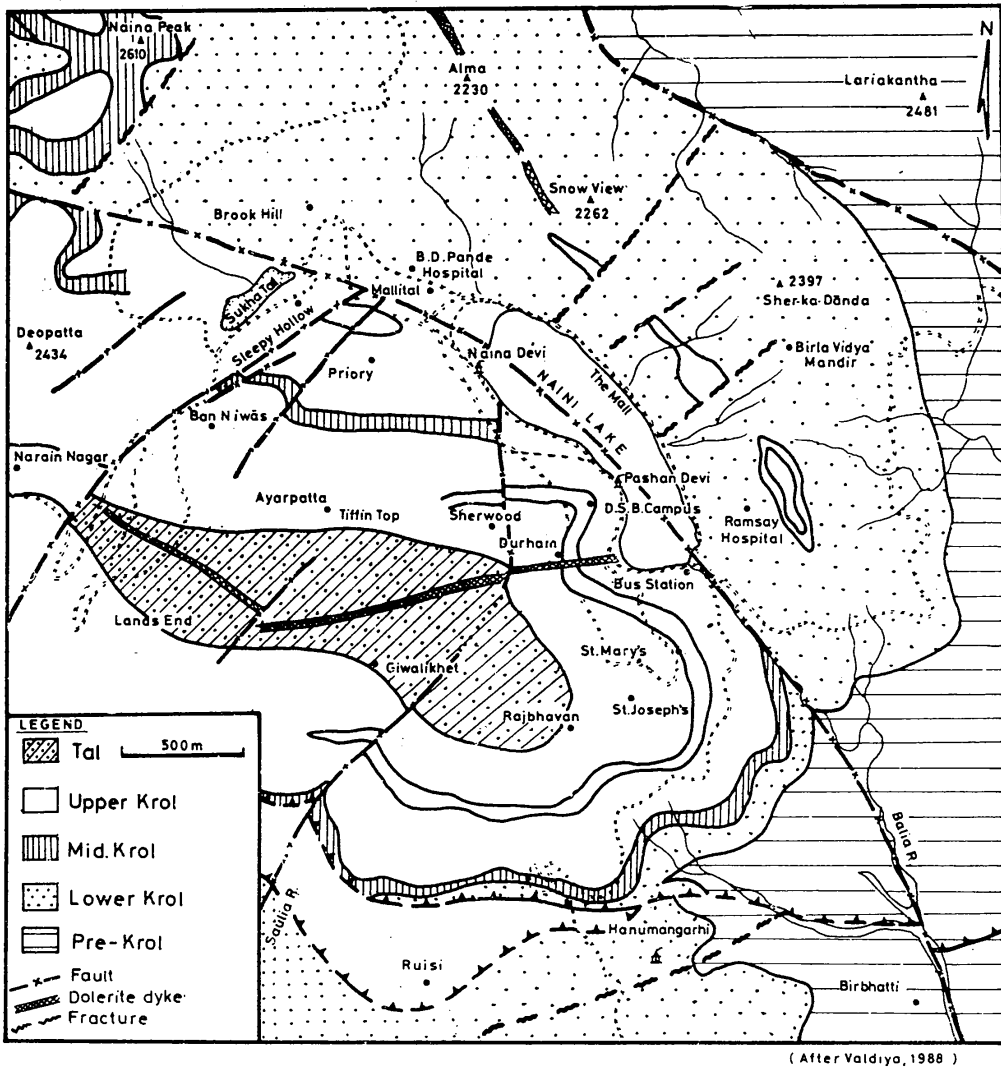 Naina Peak
2610
N
Alma
2230
Lariakantha
2481
Snow View
2262
Brook Hill
B.D. Pande
Hospital
2397
Sher-ka-Dānda
Sukha Tal
Mallital
Deopatta
2434
Sleepy Hollow
Naina Devi
The Mall
Birla Vidya
Mandir
Priory
NAINI LAKE
Ban Niwās
Narain Nagar
Pashan Devi
Ayarpatta
Tiffin Top
Sherwood
D.S.B. Campus
Ramsay
Hospital
Durham
Bus Station
Lands End
St. Mary's
Giwalikhet
Rajbhavan
St. Joseph's
LEGEND
Tal
500m
Upper Krol
Mid. Krol
Lower Krol
Pre-Krol
Fault
Dolerite dyke
Fracture
Balia R.
Saulia R.
Hanumangarhi
Ruisi
Birbhatti
( After Valdiya, 1988 )